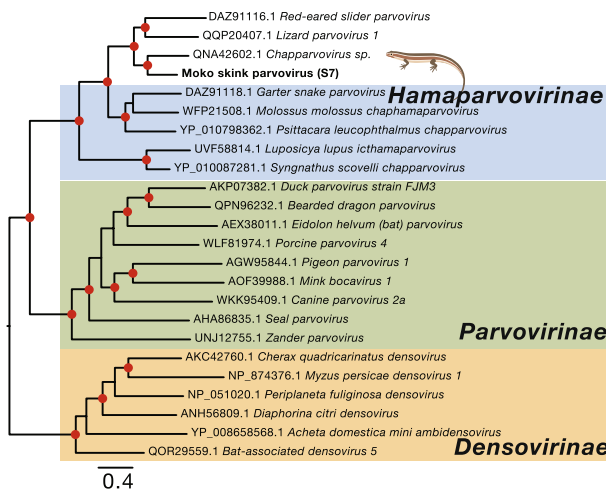 DAZ91116.1 Red-eared slider parvovirus
QQP20407.1 Lizard parvovirus 1
QNA42602.1 Chapparvovirus sp.
Moko skink parvovirus (S7)
DAZ91118.1 Garter snake parvovirus
Hamaparvovirinae
WFP21508.1 Molossus molossus chaphamaparvovirus
YP_010798362.1 Psittacara leucophthalmus chapparvovirus
UVF58814.1 Luposicya lupus icthamaparvovirus
YP_010087281.1 Syngnathus scovelli chapparvovirus
AKP07382.1 Duck parvovirus strain FJM3
QPN96232.1 Bearded dragon parvovirus
AEX38011.1 Eidolon helvum (bat) parvovirus
WLF81974.1 Porcine parvovirus 4
AGW95844.1 Pigeon parvovirus 1
AOF39988.1 Mink bocavirus 1
WKK95409.1 Canine parvovirus 2a
AHA86835.1 Seal parvovirus
Parvovirinae
UNJ12755.1 Zander parvovirus
AKC42760.1 Cherax quadricarinatus densovirus
NP_874376.1 Myzus persicae densovirus 1
NP_051020.1 Periplaneta fuliginosa densovirus
ANH56809.1 Diaphorina citri densovirus
YP_008658568.1 Acheta domestica mini ambidensovirus
Densovirinae
QOR29559.1 Bat-associated densovirus 5
0.4